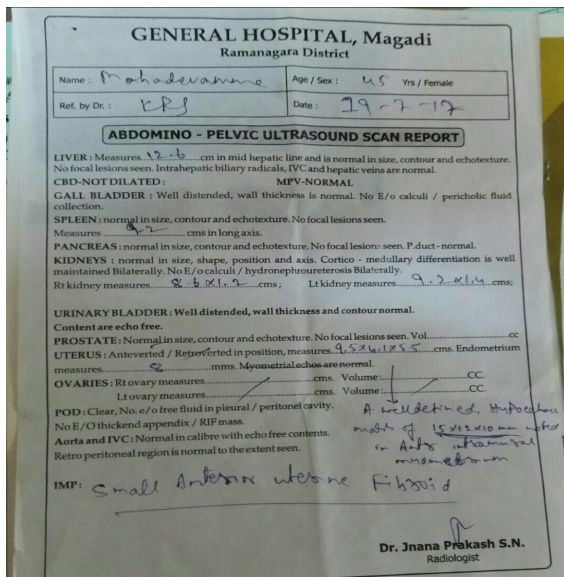 GENERAL HOSPITAL, Magadi
Ramanagara District
Name : Mahadevamma Age / Sex : 45 Yrs / Female
Ref. by Dr. : KPJ Date : 29-7-17
ABDOMINO - PELVIC ULTRASOUND SCAN REPORT
LIVER : Measures 12.6 cm in mid hepatic line and is normal in size, contour and echotexture.
No focal lesions seen. Intrahepatic biliary radicals, IVC and hepatic veins are normal.
CBD-NOT DILATED: MPV-NORMAL
GALL BLADDER : Well distended, wall thickness is normal. No E/o calculi / pericholic fluid
collection.
SPLEEN : normal in size, contour and echotexture. No focal lesions seen.
Measures 9.2 cms in long axis.
PANCREAS : normal in size, contour and echotexture. No focal lesions seen. P.duct-normal.
KIDNEYS : normal in size, shape, position and axis. Cortico - medullary differentiation is well
maintained Bilaterally. No E/o calculi / hydronephroureterosis Bilaterally.
Rt kidney measures 8.6x1.2 cms; Lt kidney measures 9.2x1.4 cms;
URINARY BLADDER : Well distended, wall thickness and contour normal.
Content are echo free.
PROSTATE : Normal in size, contour and echotexture. No focal lesions seen. Vol cc
UTERUS : Anteverted / Retroverted in position, measures 9.5x4.1x5.5 cms. Endometrium
measures 8 mms. Myometrial echos are normal.
OVARIES : Rt ovary measures cms. Volume : CC
Lt ovary measures cms. Volume : CC
POD : Clear, No. e/o free fluid in pleural / peritonel cavity.
No E/O thickend appendix / RIF mass.
Aorta and IVC : Normal in calibre with echo free contents.
Retro peritoneal region is normal to the extent seen.
A welldefined Hypoechoic
mass of 15x12x10 mm noted
in Ant. intramural
myometrium
IMP: Small Anterior uterine Fibroid
Dr. Jnana Prakash S.N.
Radiologist